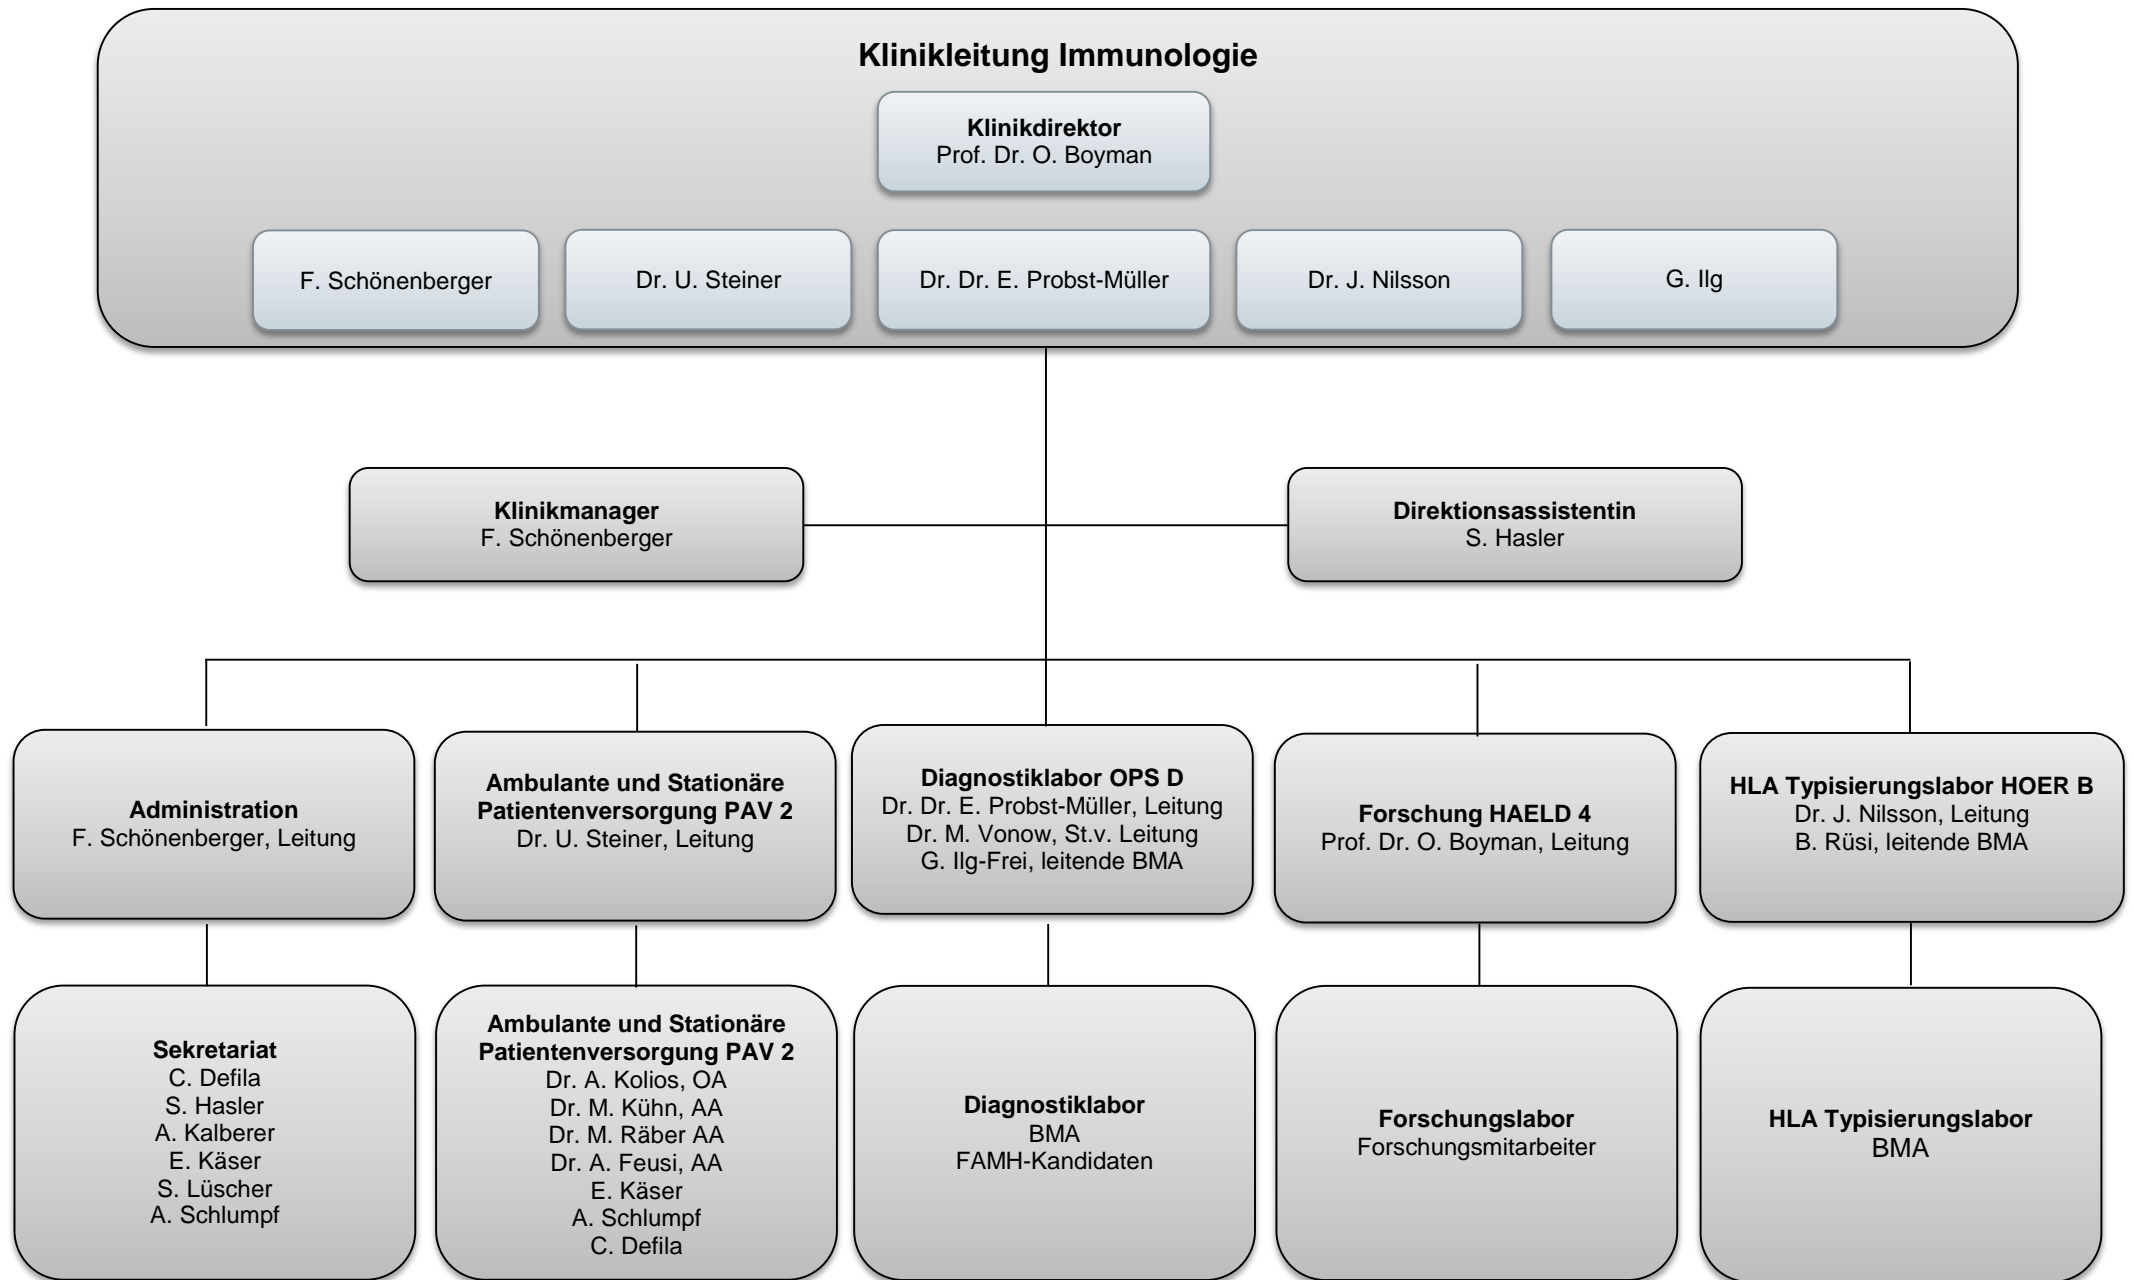 Klinikleitung Immunologie
Klinikdirektor
Prof. Dr. O. Boyman
F. Schönenberger
Dr. U. Steiner
Dr. Dr. E. Probst-Müller
Dr. J. Nilsson
G. Ilg
Klinikmanager
F. Schönenberger
Direktionsassistentin
S. Hasler
Administration
F. Schönenberger, Leitung
Ambulante und Stationäre
Patientenversorgung PAV 2
Dr. U. Steiner, Leitung
Diagnostiklabor OPS D
Dr. Dr. E. Probst-Müller, Leitung
Dr. M. Vonow, St.v. Leitung
G. Ilg-Frei, leitende BMA
Forschung HAELD 4
Prof. Dr. O. Boyman, Leitung
HLA Typisierungslabor HOER B
Dr. J. Nilsson, Leitung
B. Rüsi, leitende BMA
Sekretariat
C. Defila
S. Hasler
A. Kalberer
E. Käser
S. Lüscher
A. Schlumpf
Ambulante und Stationäre
Patientenversorgung PAV 2
Dr. A. Kolios, OA
Dr. M. Kühn, AA
Dr. M. Räber AA
Dr. A. Feusi, AA
E. Käser
A. Schlumpf
C. Defila
Diagnostiklabor
BMA
FAMH-Kandidaten
Forschungslabor
Forschungsmitarbeiter
HLA Typisierungslabor
BMA